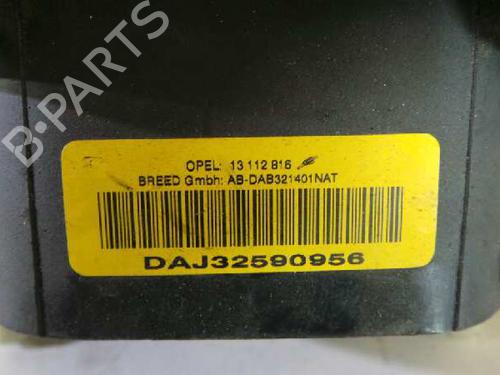 B-PARTS
OPEL: 13 112 816
BREED Gmbh: AB-DAB321401NAT
DAJ32590956